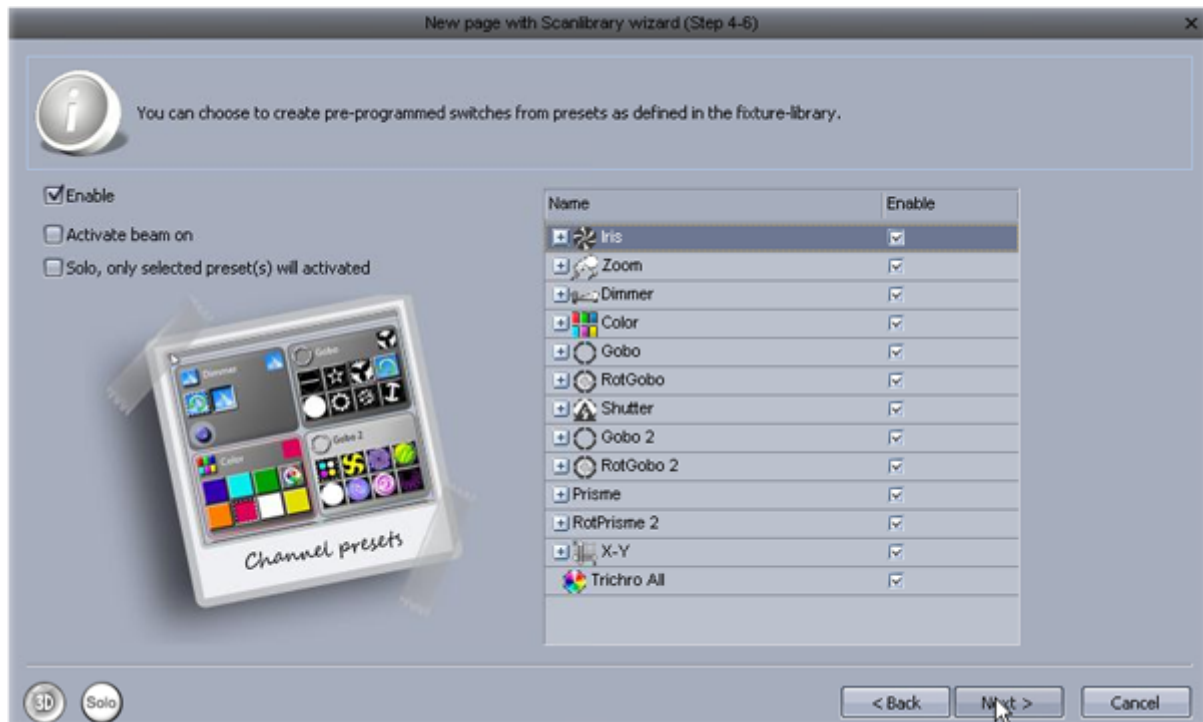 New page with Scanlibrary wizard (Step 4-6)
You can choose to create pre-programmed switches from presets as defined in the fixture-library.
Enable
Activate beam on
Solo, only selected preset(s) will activated
Dimmer
Gobo
Color
Gobo 2
Channel presets
Name Enable
Iris
Zoom
Dimmer
Color
Gobo
RotGobo
Shutter
Gobo 2
RotGobo 2
Prisme
RotPrisme 2
X-Y
Trichro All
3D
Solo
< Back
Next >
Cancel